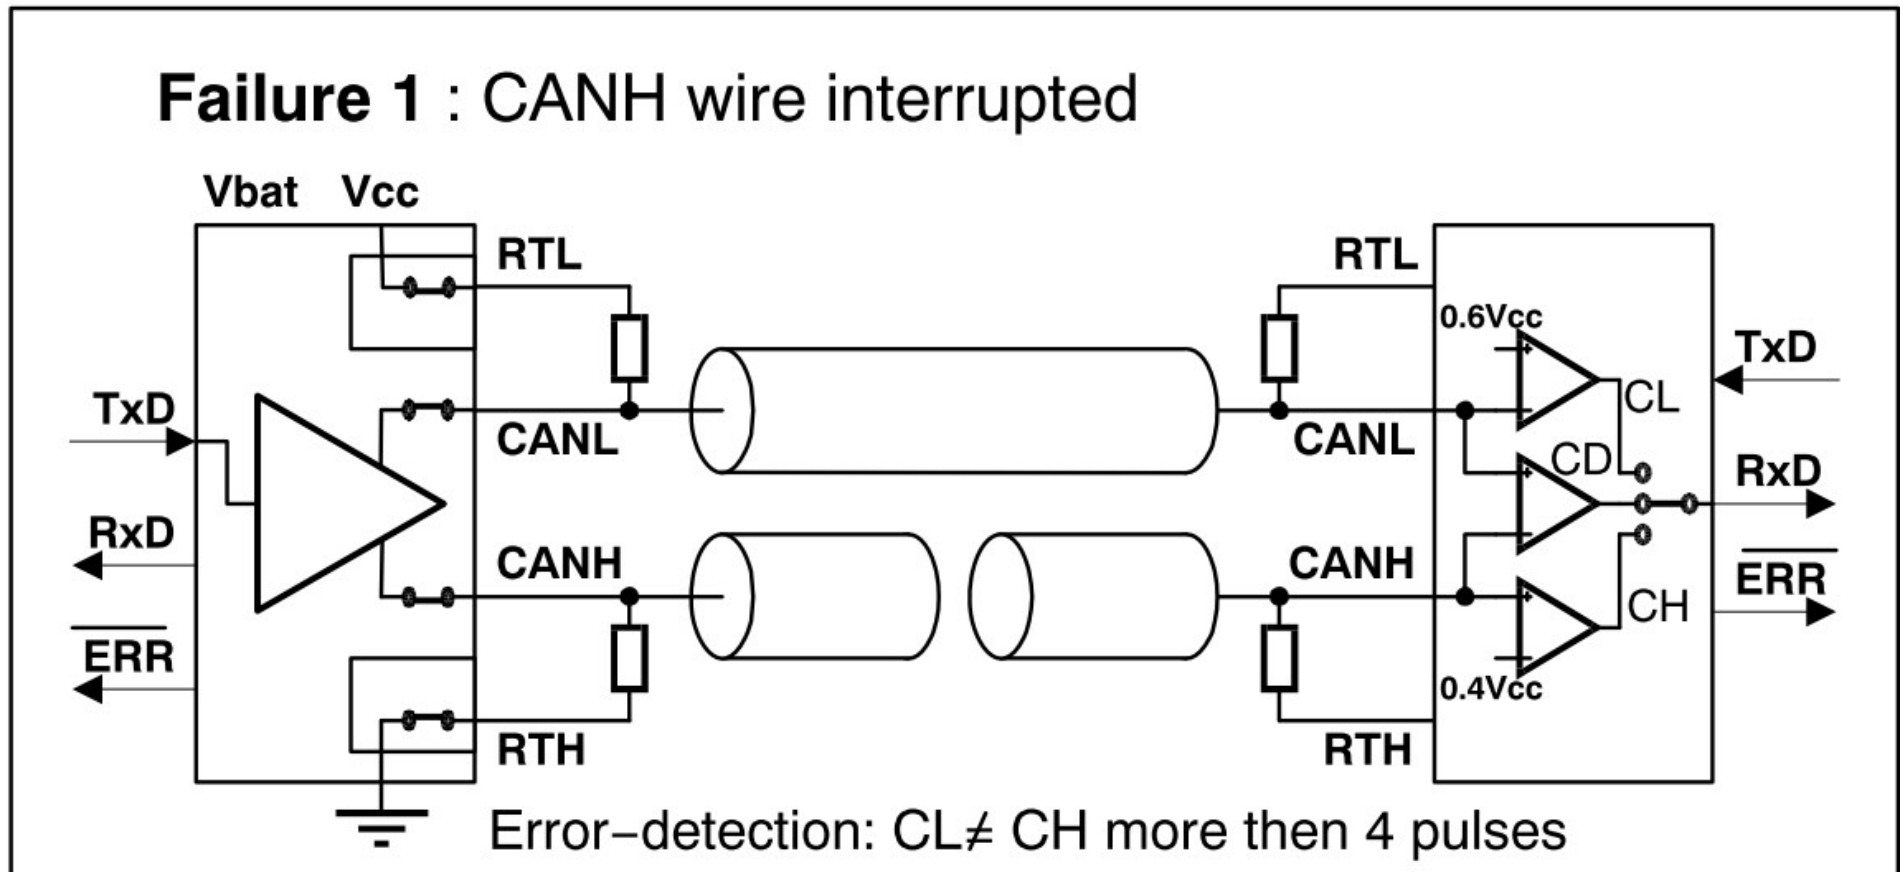 Failure 1 : CANH wire interrupted
Vbat Vcc
RTL
RTL
0.6Vcc
TxD
TxD
CL
CANL
CANL
CD
RxD
RxD
CANH
CANH
ERR
CH
ERR
0.4Vcc
RTH
RTH
Error-detection: CL≠ CH more then 4 pulses